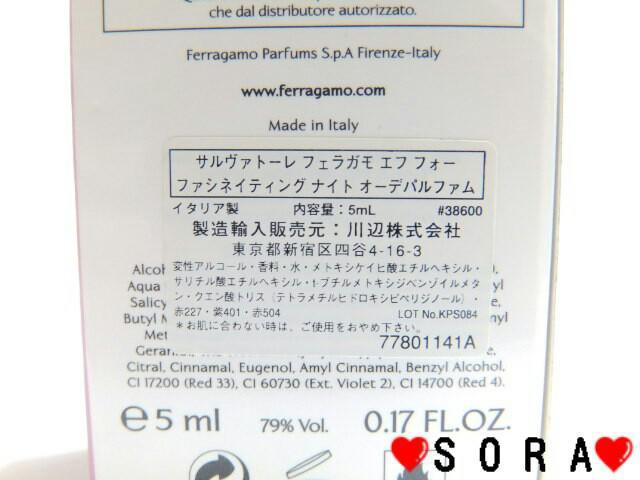 che dal distributore autorizzato.
Ferragamo Parfums S.p.A Firenze-Italy
www.ferragamo.com
Made in Italy
サルヴァトーレ フェラガモ エフ フォー
ファシネイティング ナイト オーデパルファム
イタリア製 内容量：5mL #38600
製造輸入販売元：川辺株式会社
東京都新宿区四谷4-16-3
変性アルコール・香料・水・メトキシケイヒ酸エチルヘキシル・
サリチル酸エチルヘキシル・t-ブチルメトキシジベンゾイルメタ
ン・クエン酸トリス（テトラメチルヒドロキシピペリジノール）・
赤227・紫401・赤504 LOT No.KPS084
＊お肌に合わない時は、ご使用をおやめ下さい。
77801141A
Aqua
Citral, Cinnamal, Eugenol, Amyl Cinnamal, Benzyl Alcohol,
CI 17200 (Red 33), CI 60730 (Ext. Violet 2), CI 14700 (Red 4).
℮5 ml 79% Vol. 0.17 FL.OZ.
❤SORA❤